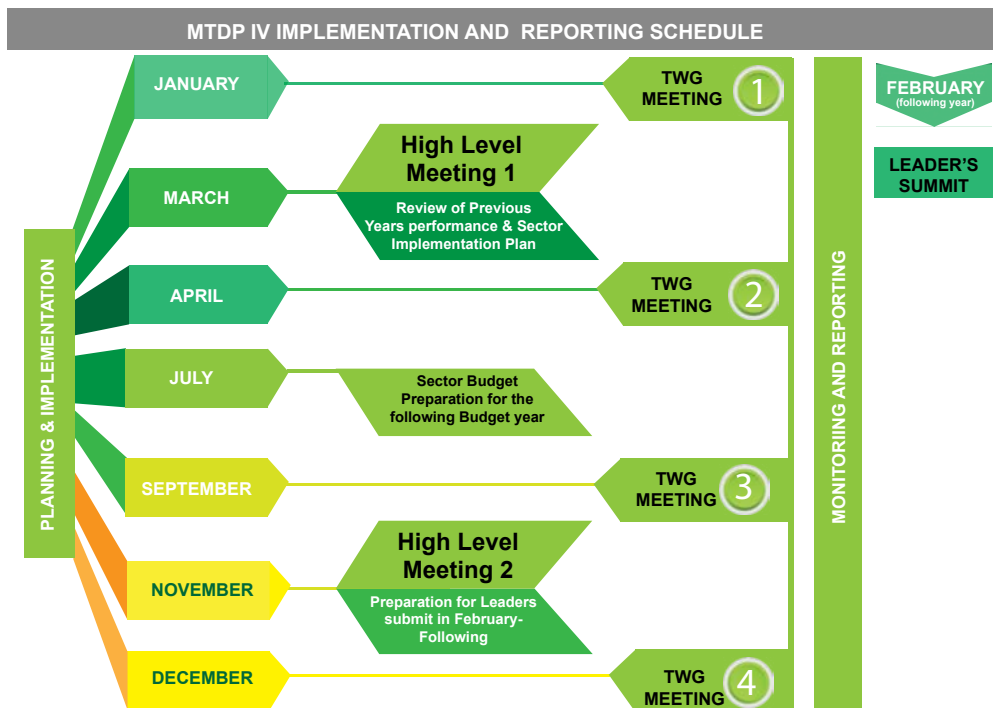 MTDP IV IMPLEMENTATION AND REPORTING SCHEDULE
PLANNING & IMPLEMENTATION
JANUARY
TWG
MEETING
1
High Level
Meeting 1
MARCH
Review of Previous
Years performance & Sector
Implementation Plan
APRIL
TWG
MEETING
2
JULY
Sector Budget
Preparation for the
following Budget year
SEPTEMBER
TWG
MEETING
3
High Level
Meeting 2
NOVEMBER
Preparation for Leaders
submit in February-
Following
DECEMBER
TWG
MEETING
4
MONITORIING AND REPORTING
FEBRUARY
(following year)
LEADER'S
SUMMIT